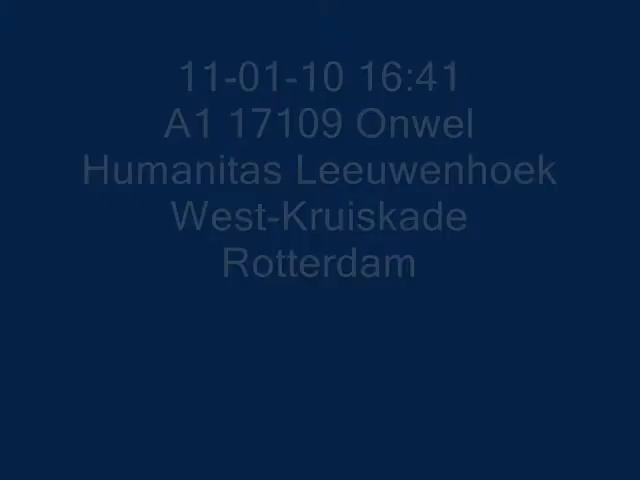 11-01-10 16:41
A1 17109 Onwel
Humanitas Leeuwenhoek
West-Kruiskade
Rotterdam